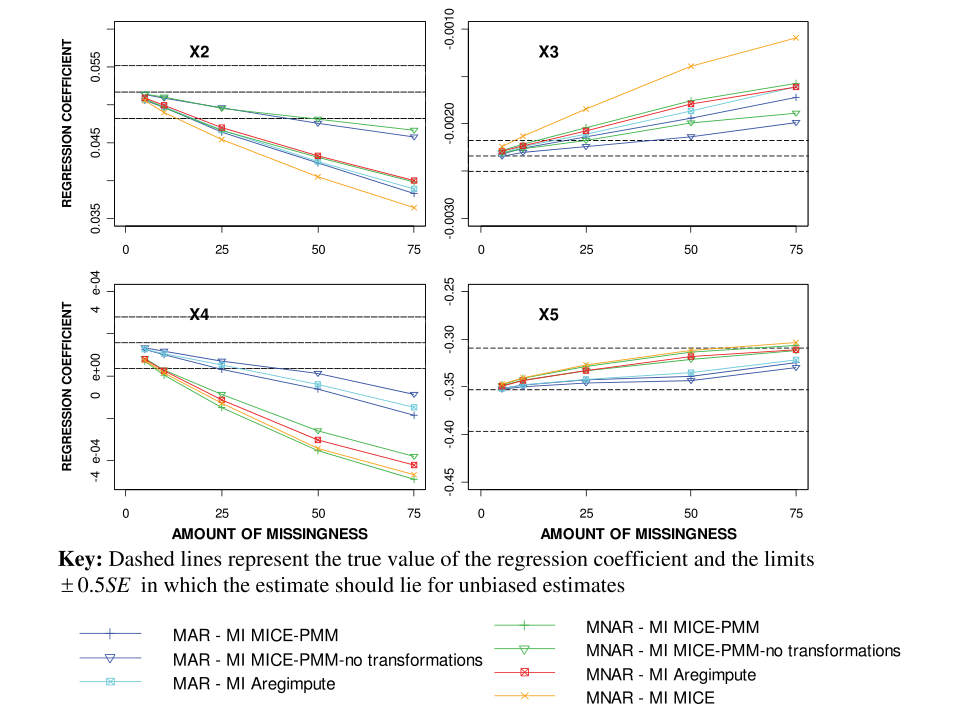 X2
REGRESSION COEFFICIENT
0.035
0.045
0.055
0
25
50
75
X3
-0.0030
-0.0020
-0.0010
0
25
50
75
X4
REGRESSION COEFFICIENT
-4 e-04
0 e+00
4 e-04
0
25
50
75
AMOUNT OF MISSINGNESS
X5
-0.45
-0.40
-0.35
-0.30
-0.25
0
25
50
75
AMOUNT OF MISSINGNESS
Key: Dashed lines represent the true value of the regression coefficient and the limits
± 0.5SE in which the estimate should lie for unbiased estimates
MAR - MI MICE-PMM
MAR - MI MICE-PMM-no transformations
MAR - MI Aregimpute
MNAR - MI MICE-PMM
MNAR - MI MICE-PMM-no transformations
MNAR - MI Aregimpute
MNAR - MI MICE